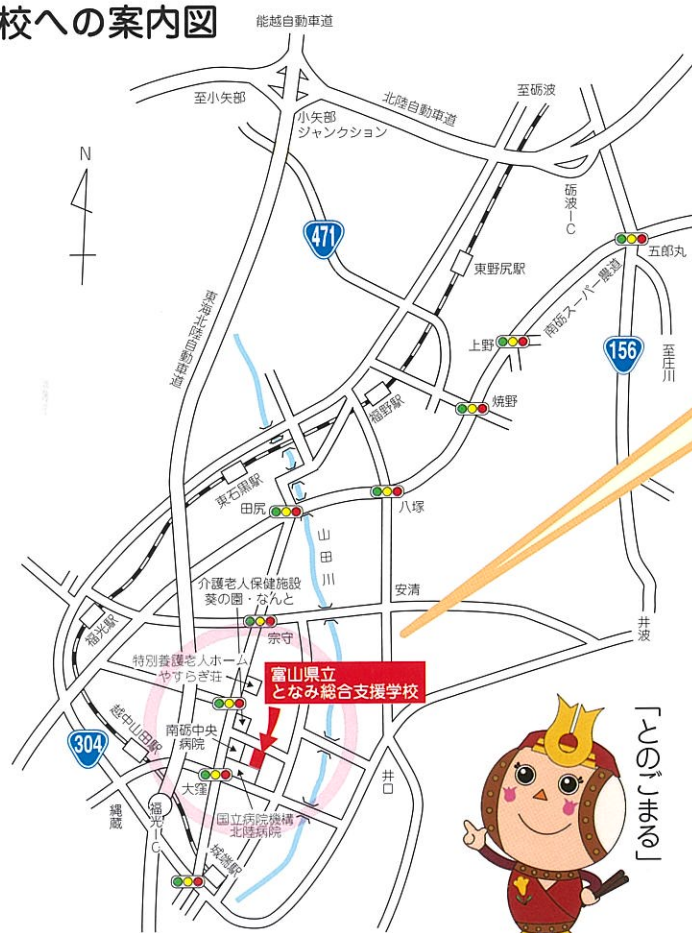 校への案内図
能越自動車道
至小矢部
小矢部
ジャンクション
北陸自動車道
至砺波
N
471
砺波IC
東野尻駅
五郎丸
南砺スーパー農道
東海北陸自動車道
上野
156
至庄川
福野駅
焼野
東石黒駅
田尻
八塚
山田川
介護老人保健施設
葵の園・なんと
安清
福光駅
宗守
井波
特別養護老人ホーム
やすらぎ荘
富山県立
となみ総合支援学校
越中山田駅
南砺中央
病院
304
大窪
井口
縄蔵
福光IC
国立病院機構
北陸病院
城端駅
「とのごまる」